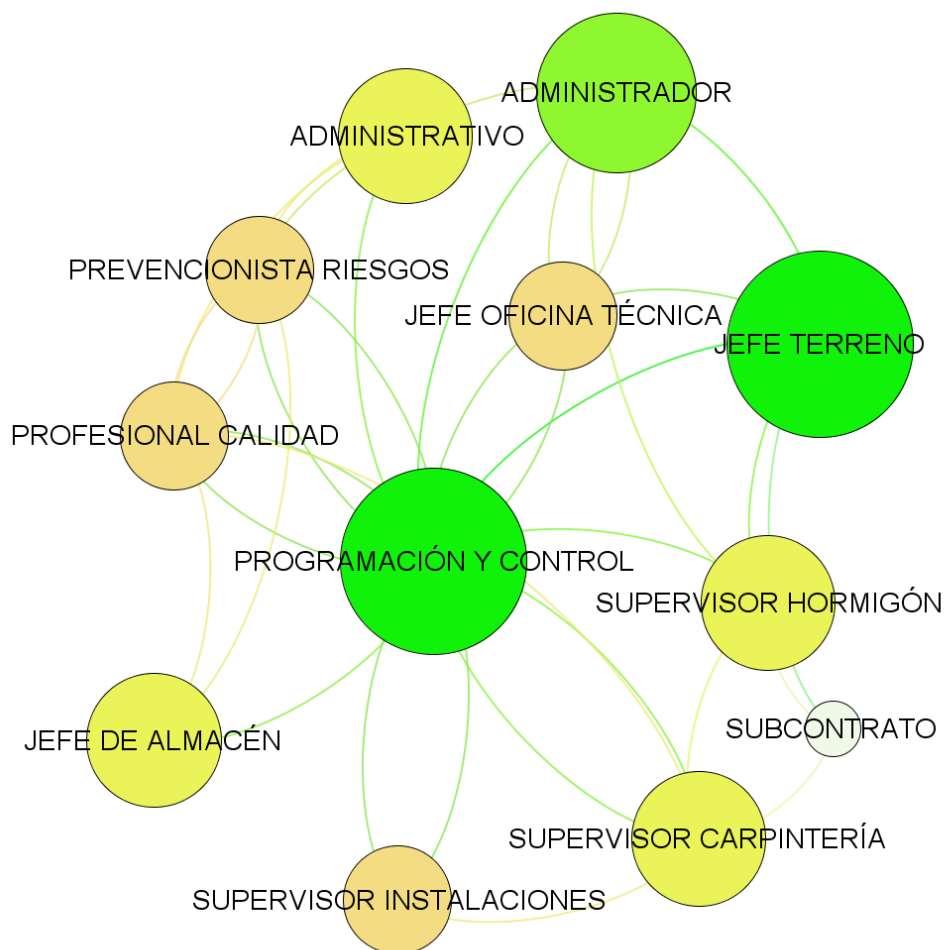 ADMINISTRADOR
ADMINISTRATIVO
PREVENCIONISTA RIESGOS
JEFE OFICINA TÉCNICA
JEFE TERRENO
PROFESIONAL CALIDAD
PROGRAMACIÓN Y CONTROL
SUPERVISOR HORMIGÓN
SUBCONTRATO
JEFE DE ALMACÉN
SUPERVISOR CARPINTERÍA
SUPERVISOR INSTALACIONES